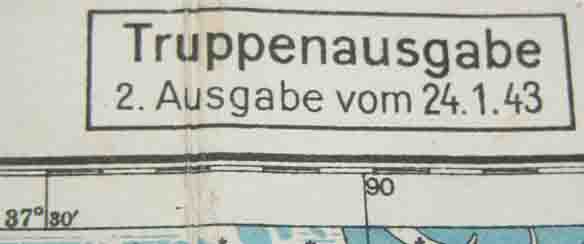 Truppenausgabe
2. Ausgabe vom 24.1.43
90
37°30′